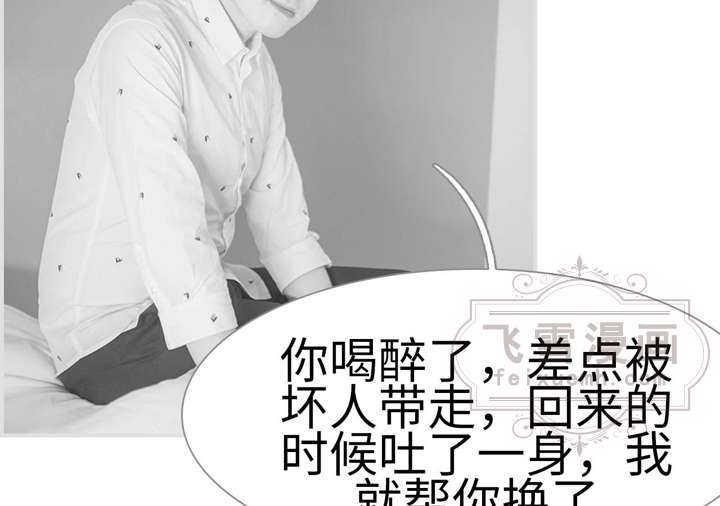 飞雪漫画
feixuemh.com
你喝醉了，差点被
坏人带走，回来的
时候吐了一身，我
就帮你换了